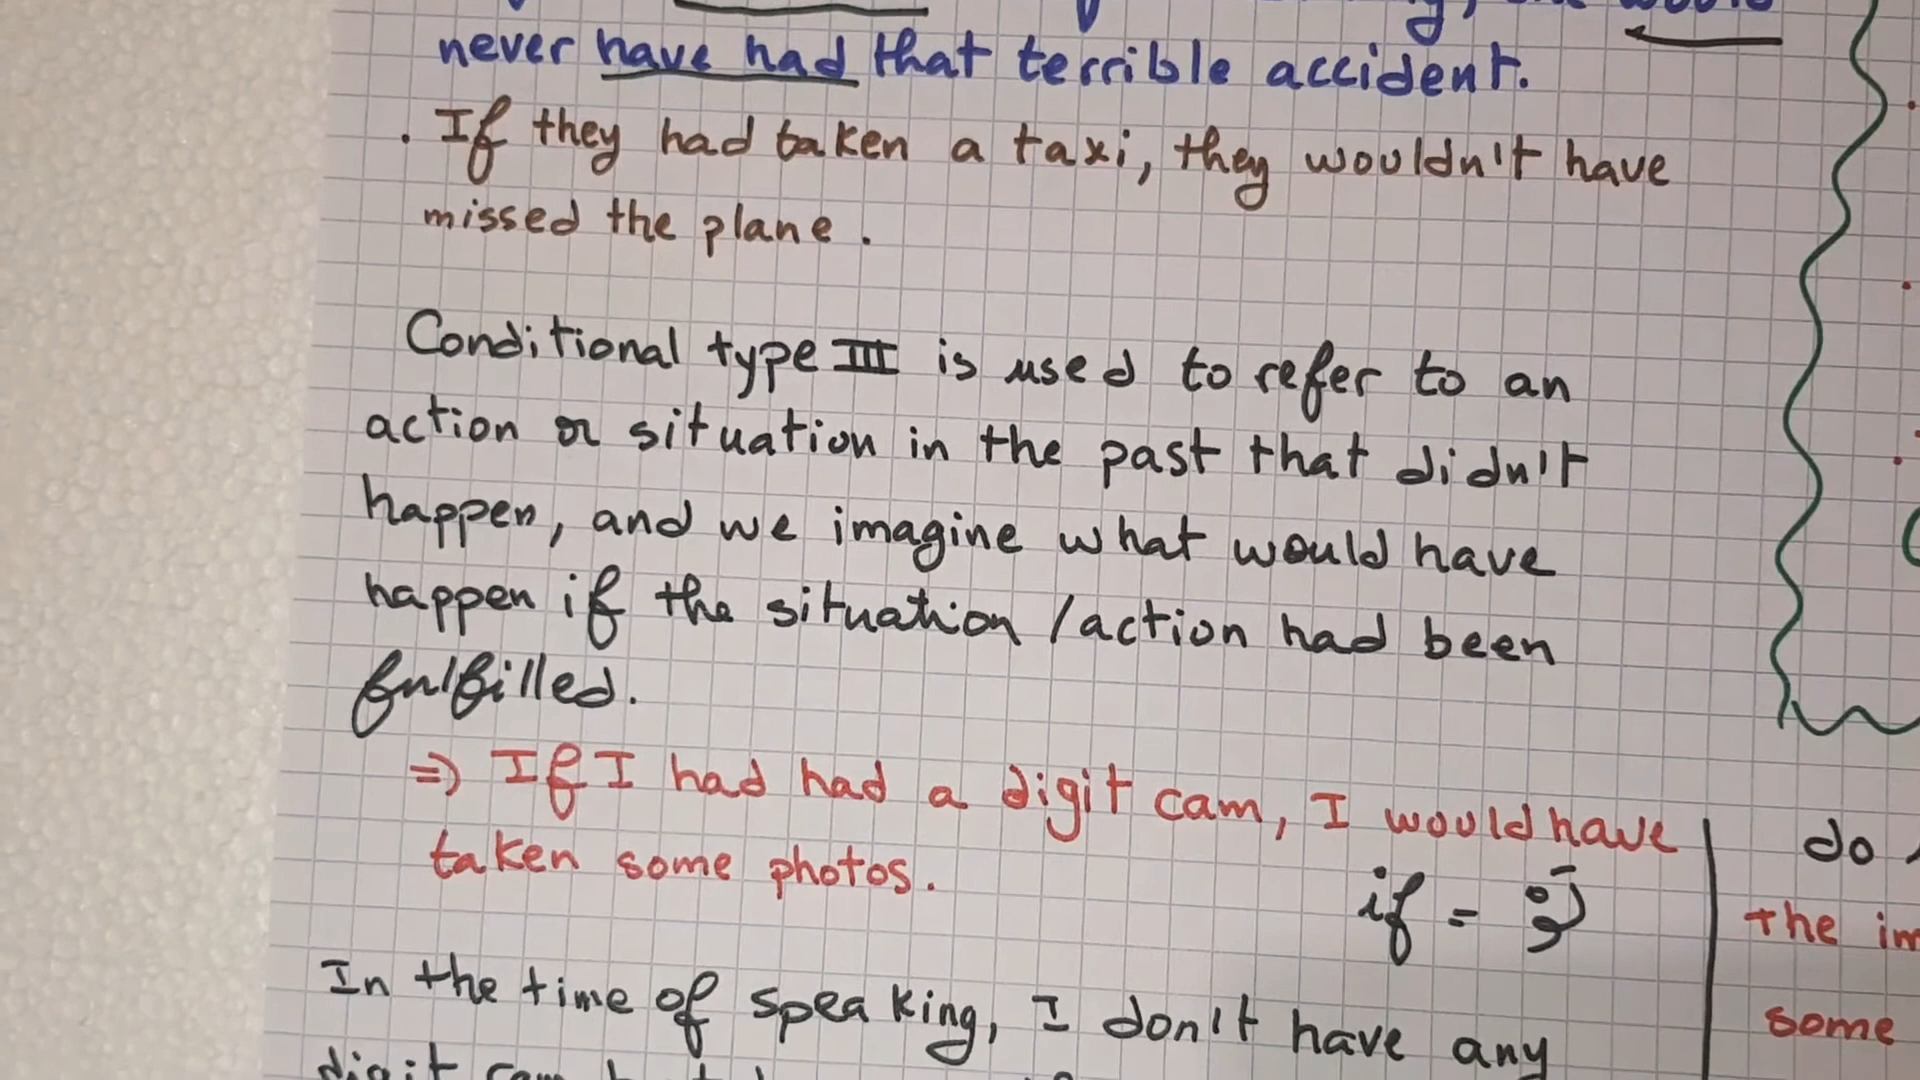 never have had that terrible accident.
. If they had taken a taxi, they wouldn't have
missed the plane.
Conditional type III is used to refer to an
action or situation in the past that didn't
happen, and we imagine what would have
happen if the situation / action had been
fulfilled.
=> If I had had a digit cam, I would have
taken some photos.
if =
In the time of speaking, I don't have any
do
the im
some